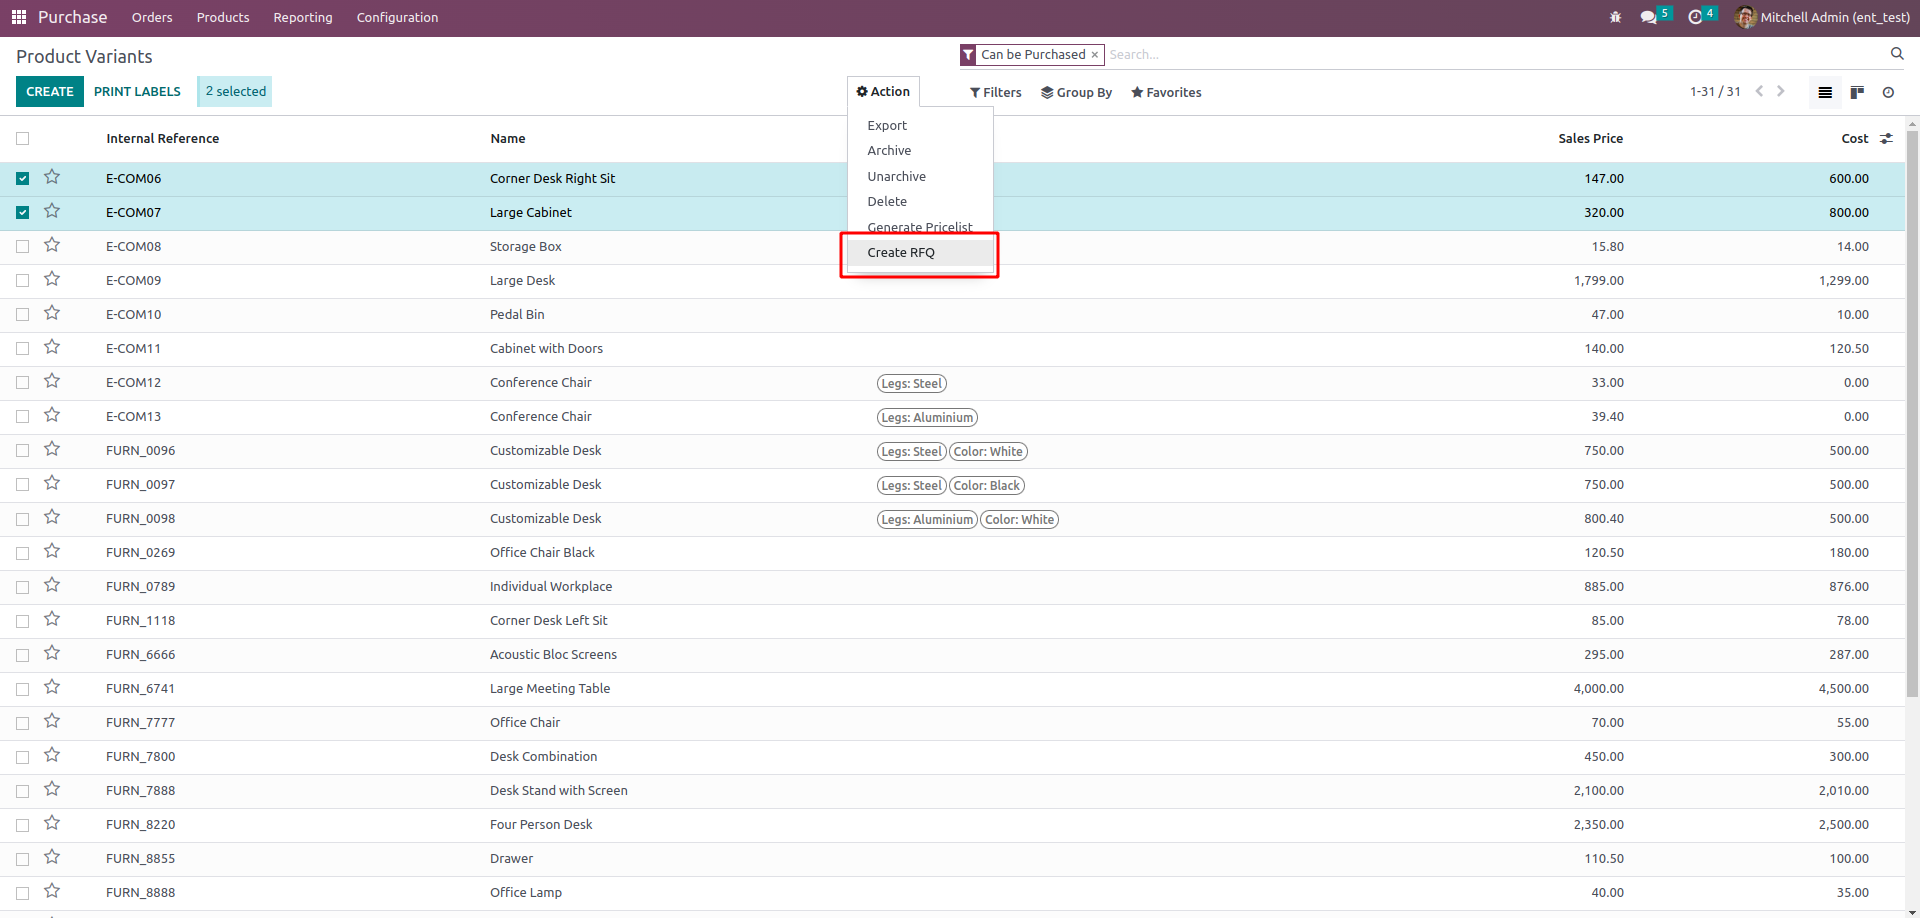 Purchase Orders Products Reporting Configuration 5 4 Mitchell Admin (ent_test)
Product Variants Can be Purchased × Search...
CREATE PRINT LABELS 2 selected Action Filters Group By Favorites 1-31 / 31
Export
Archive
Unarchive
Delete
Generate Pricelist
Create RFQ
Internal Reference Name Sales Price Cost
E-COM06 Corner Desk Right Sit 147.00 600.00
E-COM07 Large Cabinet 320.00 800.00
E-COM08 Storage Box 15.80 14.00
E-COM09 Large Desk 1,799.00 1,299.00
E-COM10 Pedal Bin 47.00 10.00
E-COM11 Cabinet with Doors 140.00 120.50
E-COM12 Conference Chair Legs: Steel 33.00 0.00
E-COM13 Conference Chair Legs: Aluminium 39.40 0.00
FURN_0096 Customizable Desk Legs: Steel Color: White 750.00 500.00
FURN_0097 Customizable Desk Legs: Steel Color: Black 750.00 500.00
FURN_0098 Customizable Desk Legs: Aluminium Color: White 800.40 500.00
FURN_0269 Office Chair Black 120.50 180.00
FURN_0789 Individual Workplace 885.00 876.00
FURN_1118 Corner Desk Left Sit 85.00 78.00
FURN_6666 Acoustic Bloc Screens 295.00 287.00
FURN_6741 Large Meeting Table 4,000.00 4,500.00
FURN_7777 Office Chair 70.00 55.00
FURN_7800 Desk Combination 450.00 300.00
FURN_7888 Desk Stand with Screen 2,100.00 2,010.00
FURN_8220 Four Person Desk 2,350.00 2,500.00
FURN_8855 Drawer 110.50 100.00
FURN_8888 Office Lamp 40.00 35.00